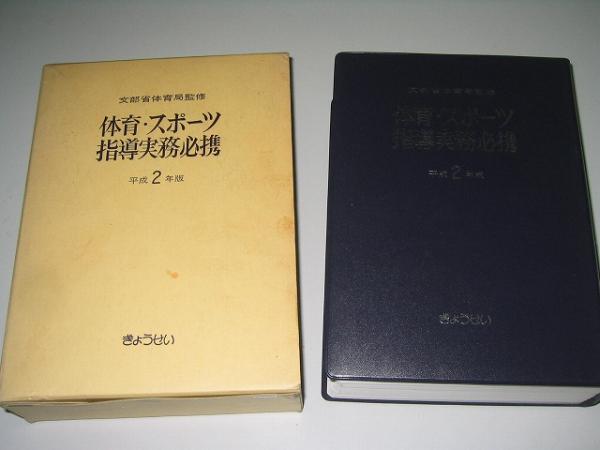 文部省体育局監修
体育・スポーツ
指導実務必携
平成2年版
ぎょうせい
文部省体育局監修
体育・スポーツ
指導実務必携
平成2年版
ぎょうせい